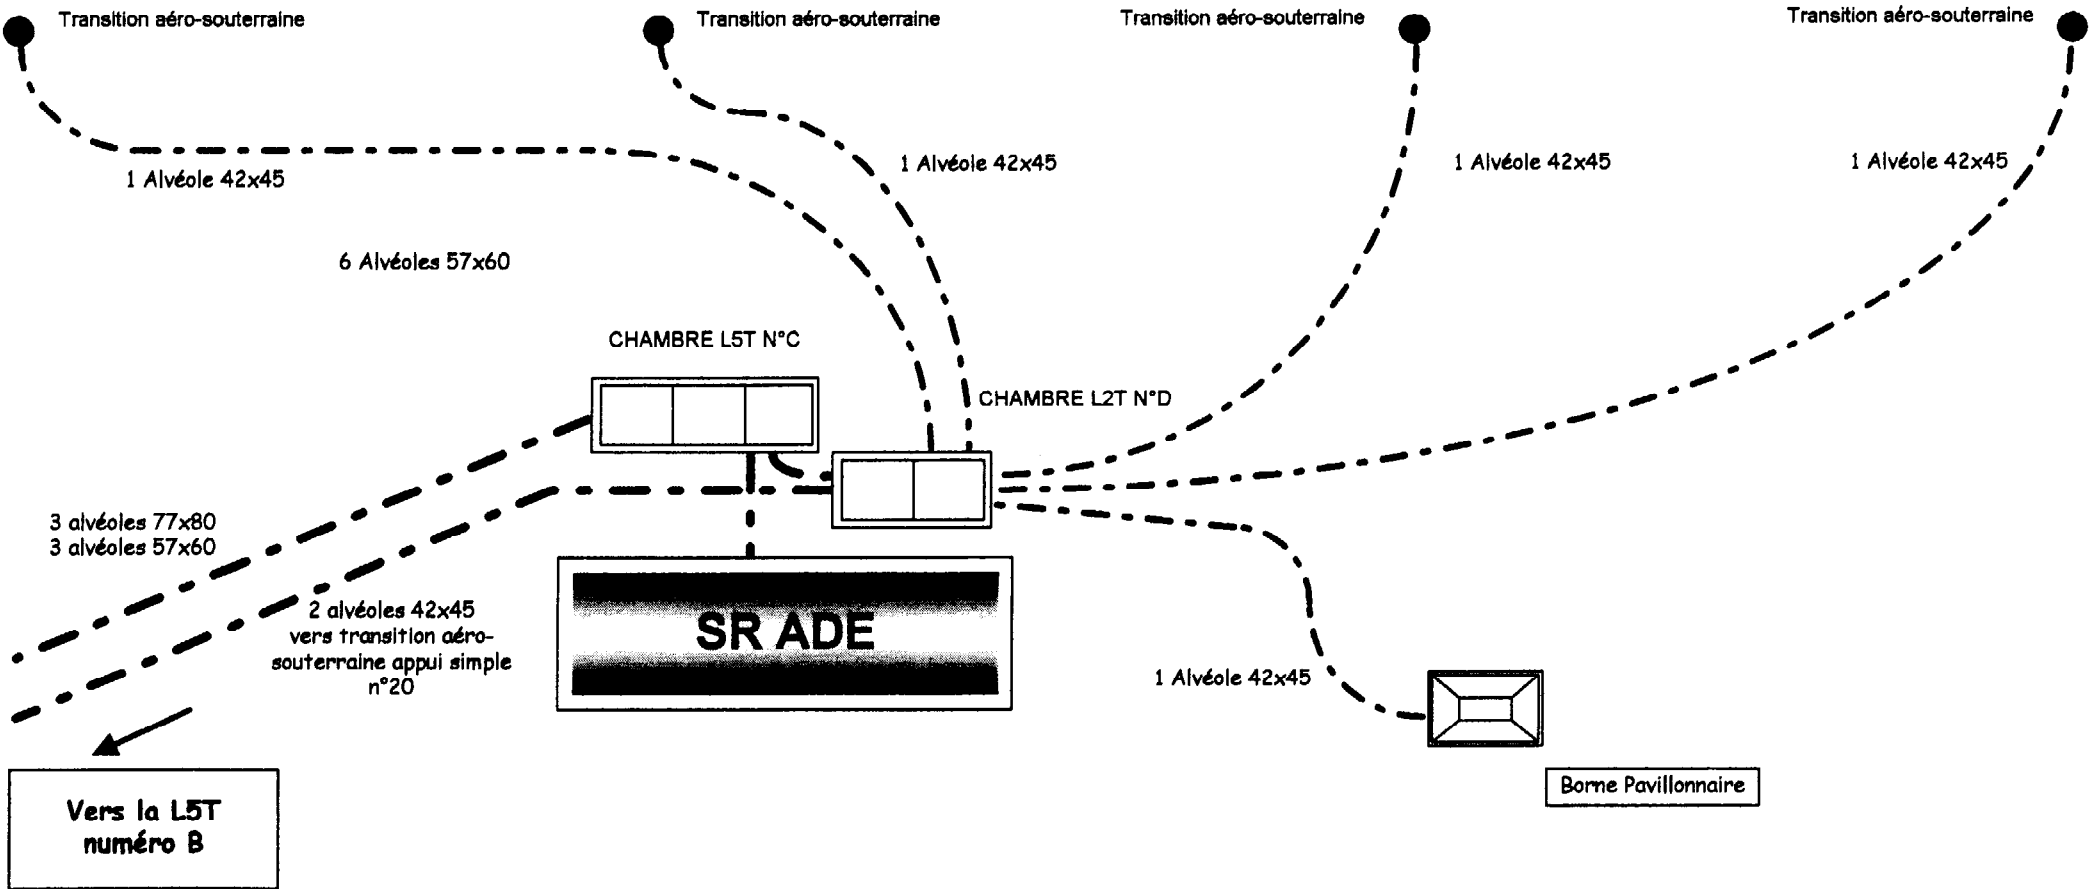 Transition aéro-souterraine
Transition aéro-souterraine
Transition aéro-souterraine
Transition aéro-souterraine
1 Alvéole 42x45
1 Alvéole 42x45
1 Alvéole 42x45
1 Alvéole 42x45
6 Alvéoles 57x60
CHAMBRE L5T N°C
CHAMBRE L2T N°D
3 alvéoles 77x80
3 alvéoles 57x60
2 alvéoles 42x45
vers transition aéro-
souterraine appui simple
n°20
SR ADE
1 Alvéole 42x45
Borne Pavillonnaire
Vers la L5T
numéro B